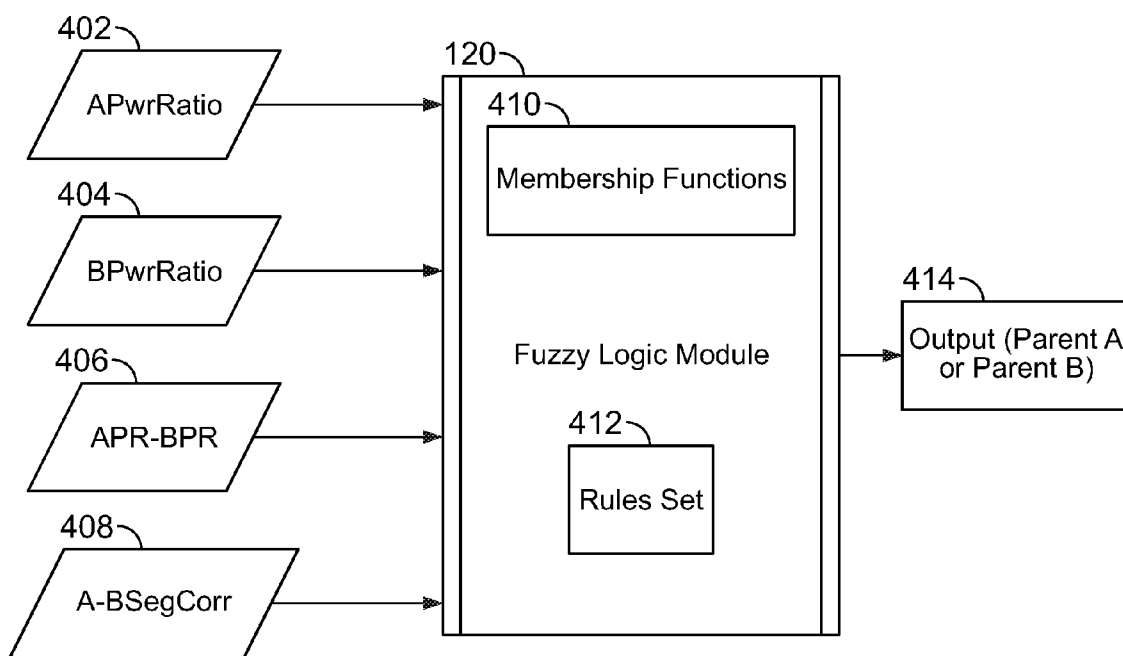 402
APwrRatio
404
BPwrRatio
406
APR-BPR
408
A-BSegCorr
120
410
Membership Functions
Fuzzy Logic Module
412
Rules Set
414
Output (Parent A
or Parent B)